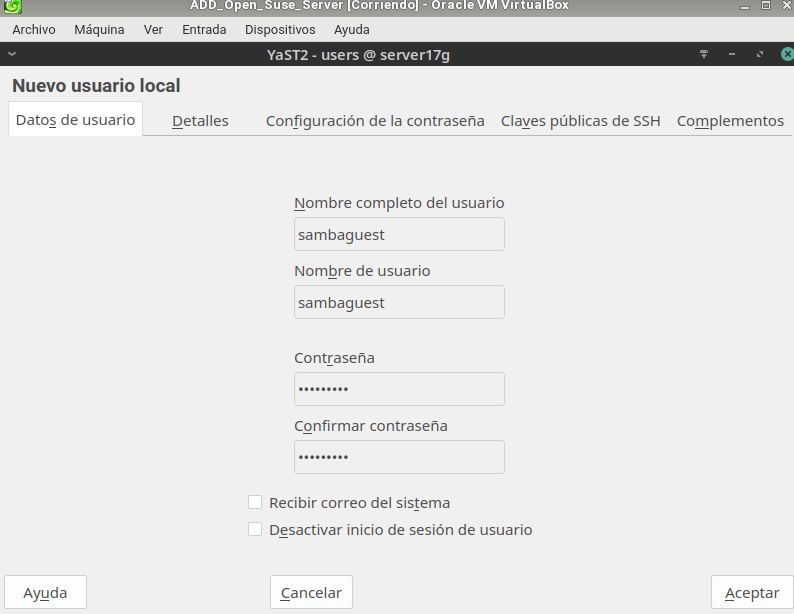 ADD_Open_Suse_Server [Corriendo] - Oracle VM VirtualBox
Archivo Máquina Ver Entrada Dispositivos Ayuda
YaST2 - users @ server17g
Nuevo usuario local
Datos de usuario Detalles Configuración de la contraseña Claves públicas de SSH Complementos
Nombre completo del usuario
sambaguest
Nombre de usuario
sambaguest
Contraseña
•••••••••
Confirmar contraseña
•••••••••
Recibir correo del sistema
Desactivar inicio de sesión de usuario
Ayuda Cancelar Aceptar